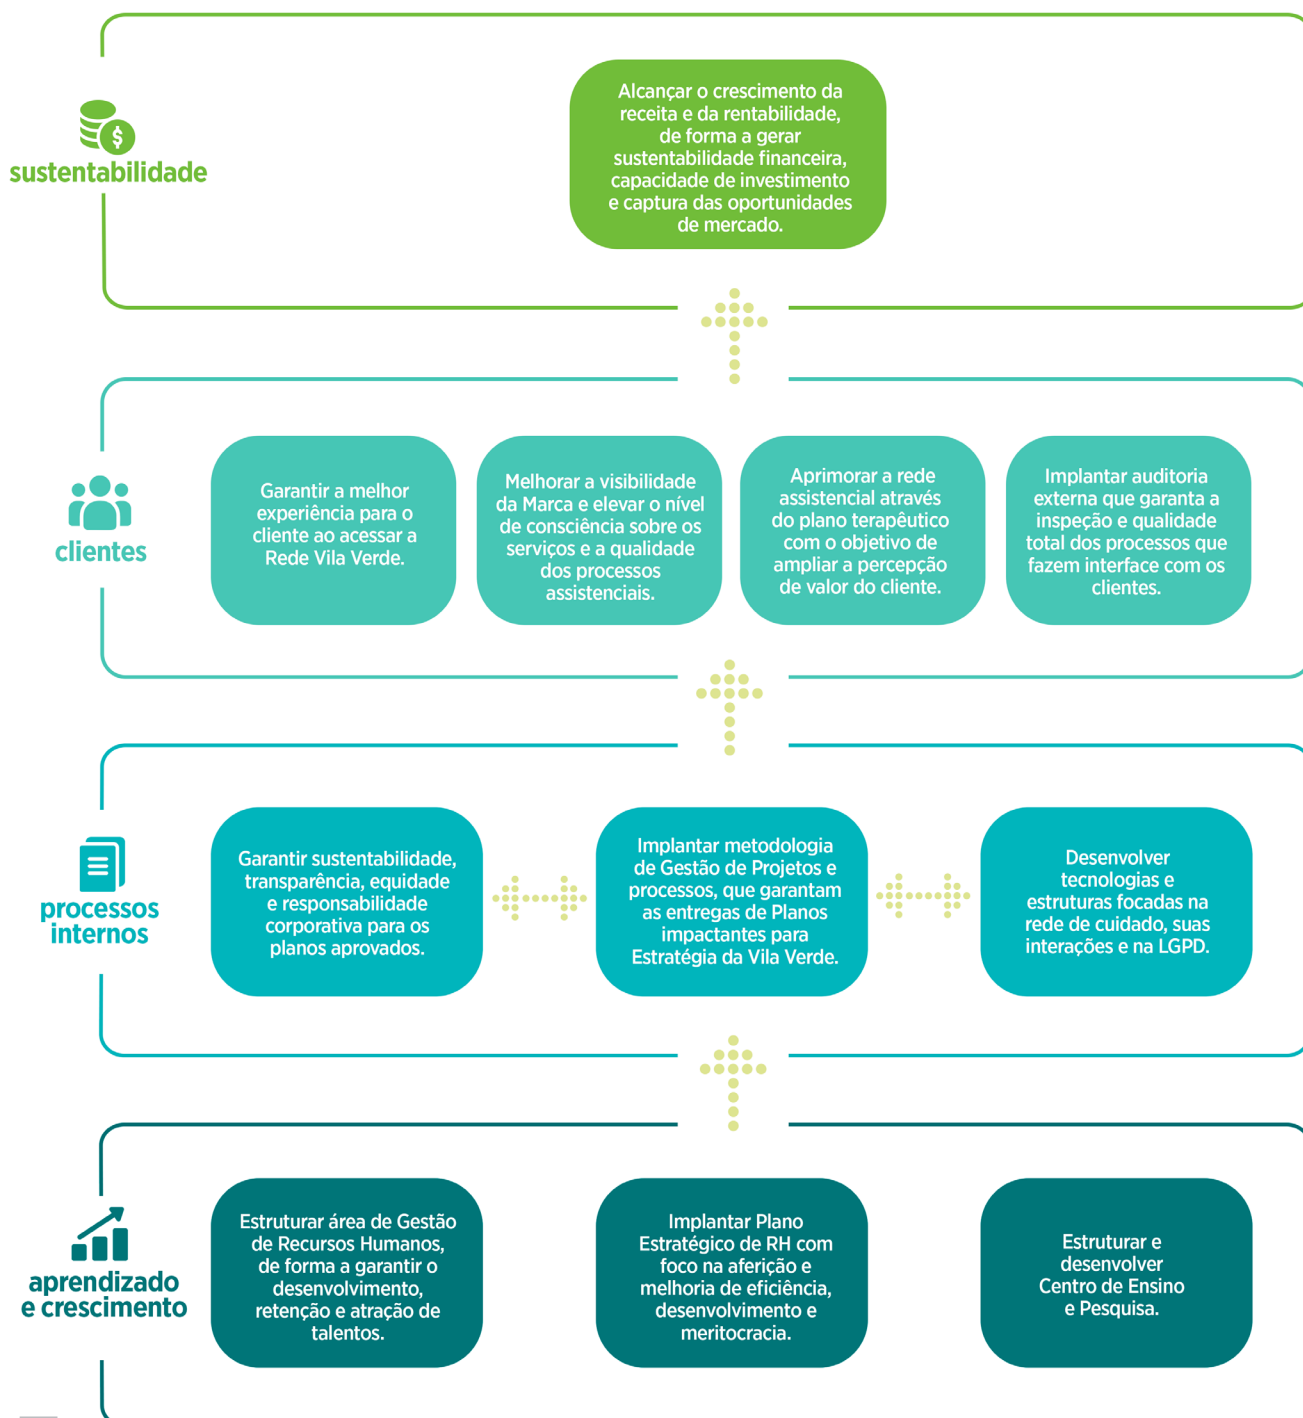 Alcançar o crescimento da
receita e da rentabilidade,
de forma a gerar
sustentabilidade financeira,
capacidade de investimento
e captura das oportunidades
de mercado.
$
sustentabilidade
Garantir a melhor
experiência para o
cliente ao acessar a
Rede Vila Verde.
Melhorar a visibilidade
da Marca e elevar o nível
de consciência sobre os
serviços e a qualidade
dos processos
assistenciais.
Aprimorar a rede
assistencial através
do plano terapêutico
com o objetivo de
ampliar a percepção
de valor do cliente.
Implantar auditoria
externa que garanta a
inspeção e qualidade
total dos processos que
fazem interface com os
clientes.
clientes
Garantir sustentabilidade,
transparência, equidade
e responsabilidade
corporativa para os
planos aprovados.
Implantar metodologia
de Gestão de Projetos e
processos, que garantam
as entregas de Planos
impactantes para
Estratégia da Vila Verde.
Desenvolver
tecnologias e
estruturas focadas na
rede de cuidado, suas
interações e na LGPD.
processos
internos
Estruturar área de Gestão
de Recursos Humanos,
de forma a garantir o
desenvolvimento,
retenção e atração de
talentos.
Implantar Plano
Estratégico de RH com
foco na aferição e
melhoria de eficiência,
desenvolvimento e
meritocracia.
Estruturar e
desenvolver
Centro de Ensino
e Pesquisa.
aprendizado
e crescimento